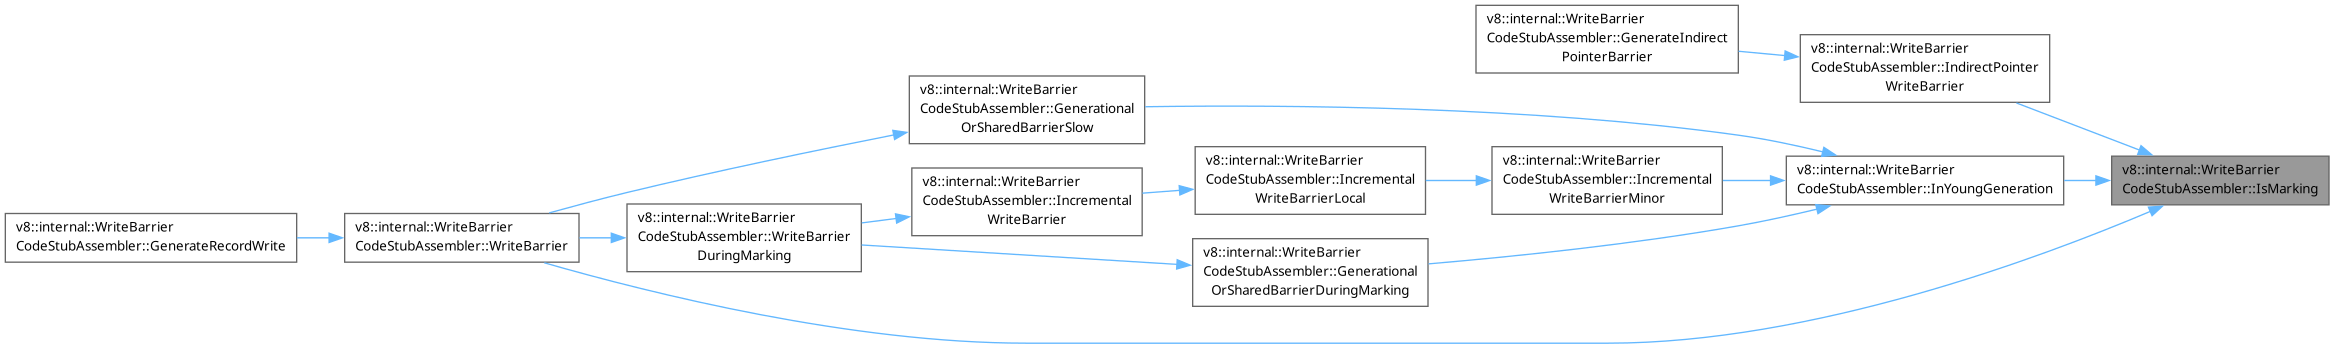 v8::internal::WriteBarrier
CodeStubAssembler::GenerateIndirect
PointerBarrier
v8::internal::WriteBarrier
CodeStubAssembler::IndirectPointer
WriteBarrier
v8::internal::WriteBarrier
CodeStubAssembler::Generational
OrSharedBarrierSlow
v8::internal::WriteBarrier
CodeStubAssembler::Incremental
WriteBarrierLocal
v8::internal::WriteBarrier
CodeStubAssembler::Incremental
WriteBarrierMinor
v8::internal::WriteBarrier
CodeStubAssembler::InYoungGeneration
v8::internal::WriteBarrier
CodeStubAssembler::IsMarking
v8::internal::WriteBarrier
CodeStubAssembler::Incremental
WriteBarrier
v8::internal::WriteBarrier
CodeStubAssembler::GenerateRecordWrite
v8::internal::WriteBarrier
CodeStubAssembler::WriteBarrier
v8::internal::WriteBarrier
CodeStubAssembler::WriteBarrier
DuringMarking
v8::internal::WriteBarrier
CodeStubAssembler::Generational
OrSharedBarrierDuringMarking